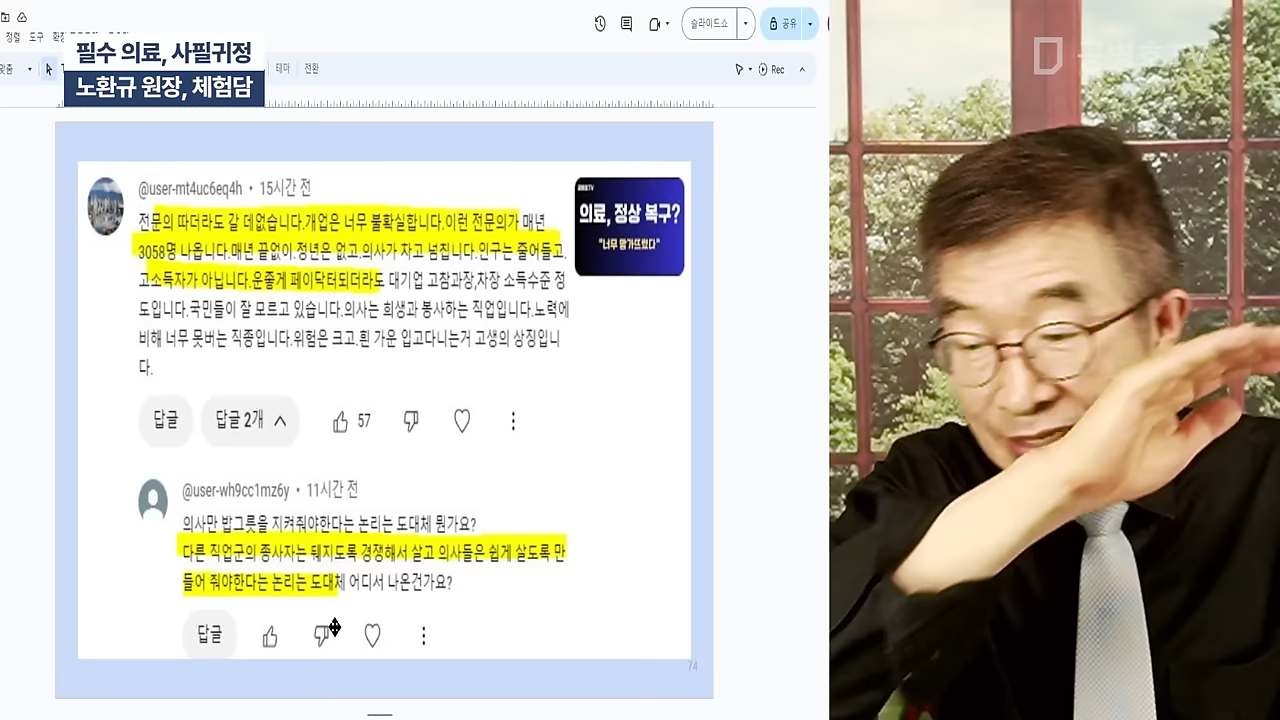 정렬 도구
필수 의료, 사필귀정
노환규 원장, 체험담
테마 전환
슬라이드쇼
공유
Rec
@user-mt4uc6eq4h • 15시간 전
전문의 따더라도 갈 데없습니다.개업은 너무 불확실합니다.이런 전문의가 매년
3058명 나옵니다.매년 끝없이.정년은 없고.의사가 차고 넘칩니다.인구는 줄어들고.
고소득자가 아닙니다.운좋게 페이닥터되더라도 대기업 고참과장,차장 소득수준 정
도입니다.국민들이 잘 모르고 있습니다.의사는 희생과 봉사하는 직업입니다.노력에
비해 너무 못버는 직종입니다.위험은 크고.흰 가운 입고다니는거 고생의 상징입니
다.
의료, 정상 복구?
"너무 망가뜨렸다"
답글
답글 2개
57
@user-wh9cc1mz6y • 11시간 전
의사만 밥그릇을 지켜줘야한다는 논리는 도대체 뭔가요?
다른 직업군의 종사자는 뒈지도록 경쟁해서 살고 의사들은 쉽게 살도록 만
들어 줘야한다는 논리는 도대체 어디서 나온건가요?
답글
74